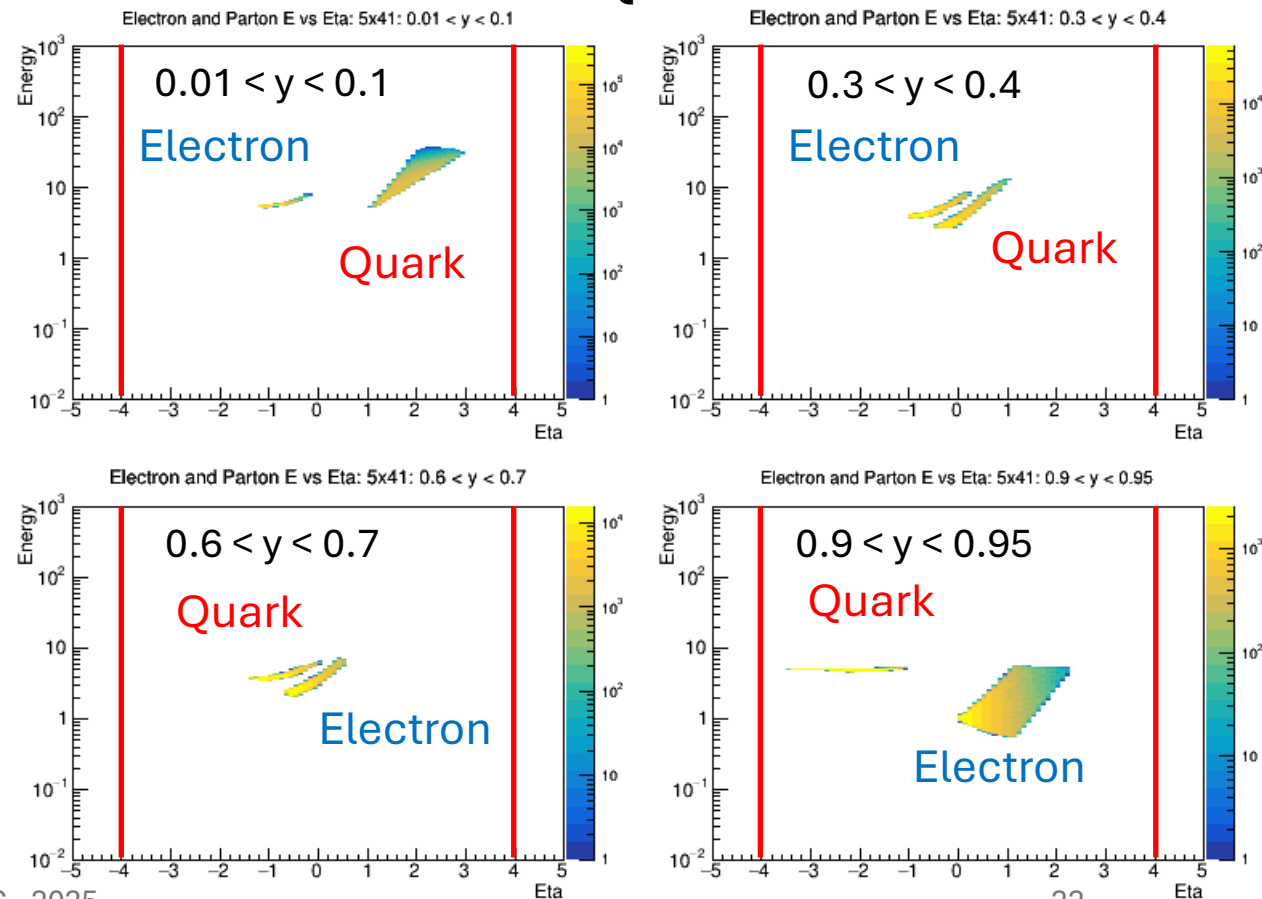 Electron and Parton E vs Eta: 5x41: 0.01 < y < 0.1
Energy
10³
10²
10
1
10⁻¹
10⁻²
0.01 < y < 0.1
Electron
Quark
−5 −4 −3 −2 −1 0 1 2 3 4 5
Eta
10⁵
10⁴
10³
10²
10
1
Electron and Parton E vs Eta: 5x41: 0.3 < y < 0.4
Energy
10³
10²
10
1
10⁻¹
10⁻²
0.3 < y < 0.4
Electron
Quark
−5 −4 −3 −2 −1 0 1 2 3 4 5
Eta
10⁴
10³
10²
10
1
Electron and Parton E vs Eta: 5x41: 0.6 < y < 0.7
Energy
10³
10²
10
1
10⁻¹
10⁻²
0.6 < y < 0.7
Quark
Electron
−5 −4 −3 −2 −1 0 1 2 3 4 5
Eta
10⁴
10³
10²
10
1
Electron and Parton E vs Eta: 5x41: 0.9 < y < 0.95
Energy
10³
10²
10
1
10⁻¹
10⁻²
0.9 < y < 0.95
Quark
Electron
−5 −4 −3 −2 −1 0 1 2 3 4 5
Eta
10³
10²
10
1